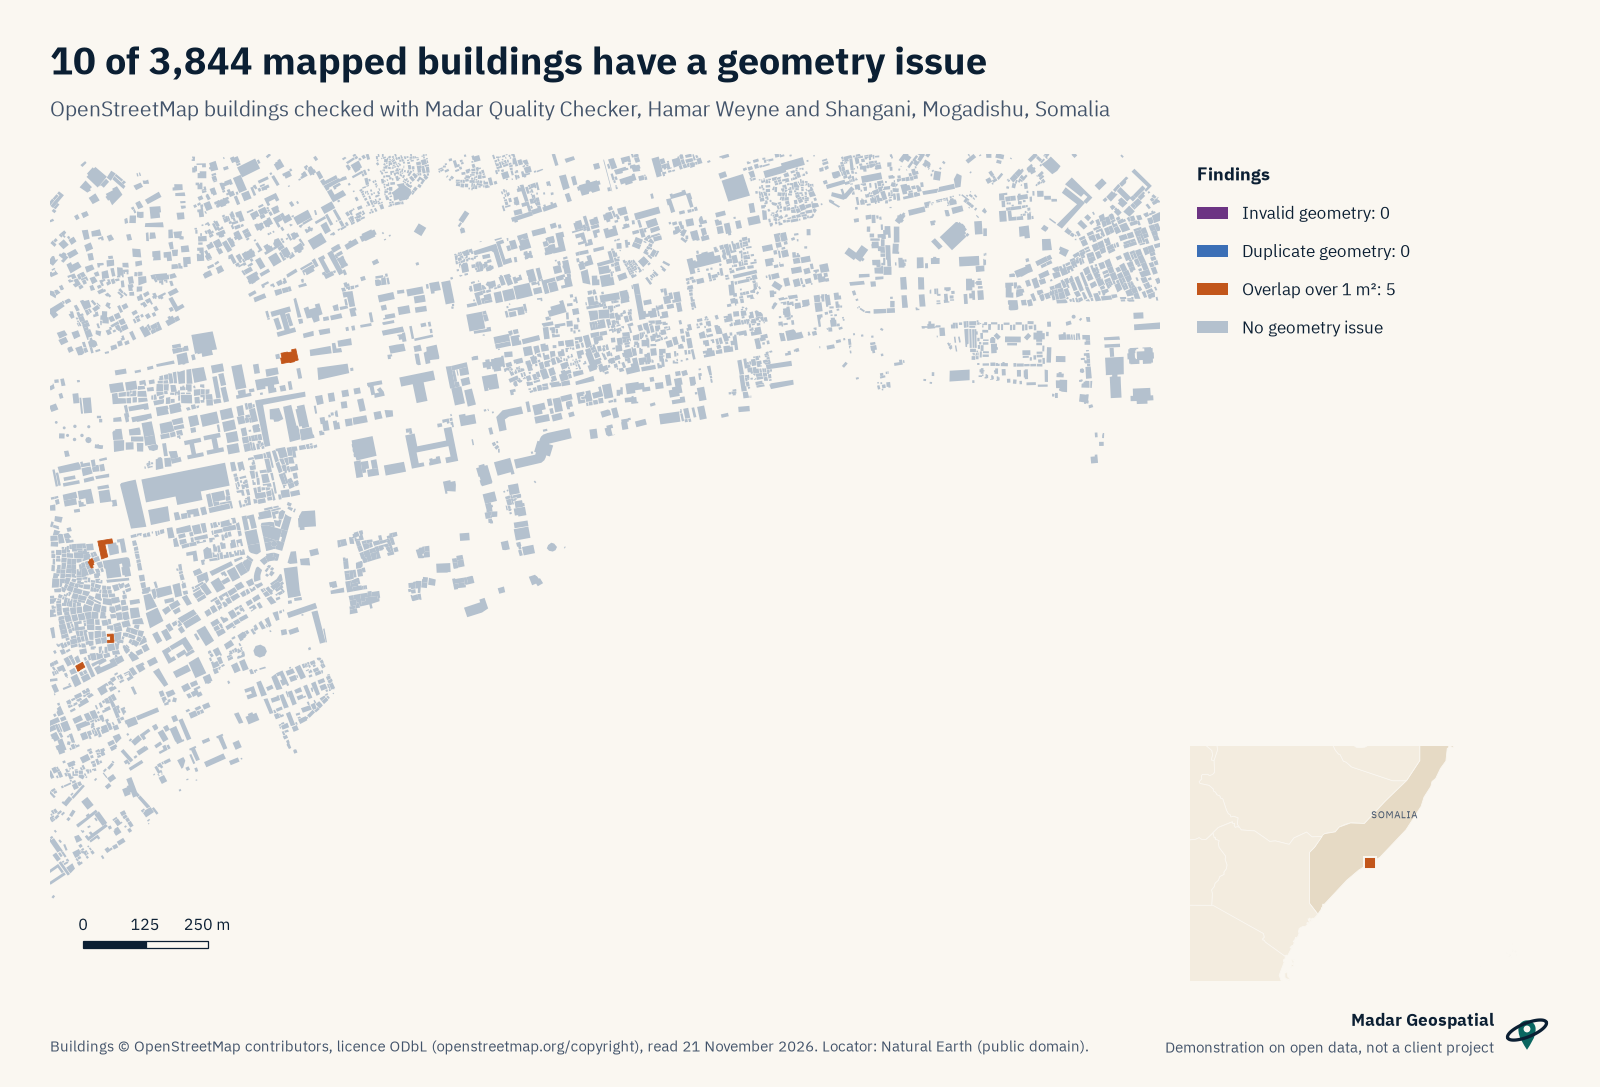 10 of 3,844 mapped buildings have a geometry issue
OpenStreetMap buildings checked with Madar Quality Checker, Hamar Weyne and Shangani, Mogadishu, Somalia
Findings
Invalid geometry: 0
Duplicate geometry: 0
Overlap over 1 m²: 5
No geometry issue
SOMALIA
0 125 250 m
Madar Geospatial
Buildings © OpenStreetMap contributors, licence ODbL (openstreetmap.org/copyright), read 21 November 2026. Locator: Natural Earth (public domain).
Demonstration on open data, not a client project